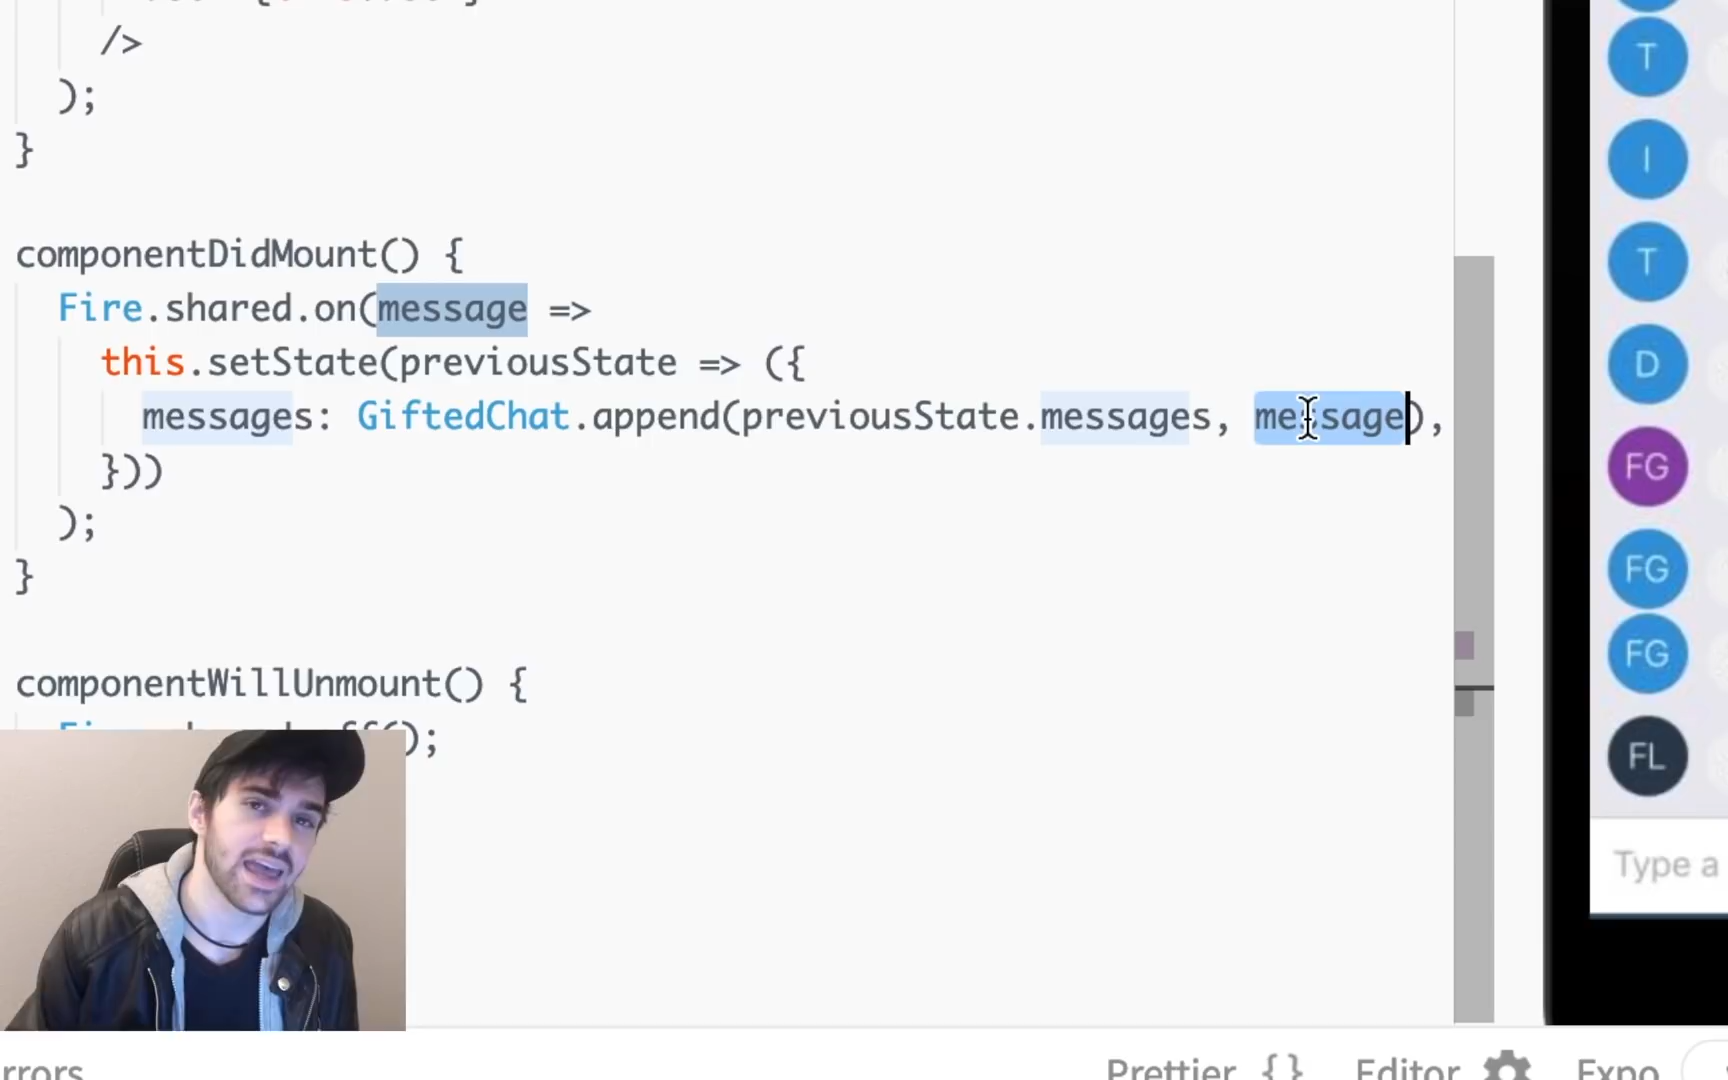 />
);
}
componentDidMount() {
Fire.shared.on(message =>
this.setState(previousState => ({
messages: GiftedChat.append(previousState.messages, message),
}))
);
}
componentWillUnmount() {
);
T
I
T
D
FG
FG
FG
FL
Type a
Prettier {} Editor Expo